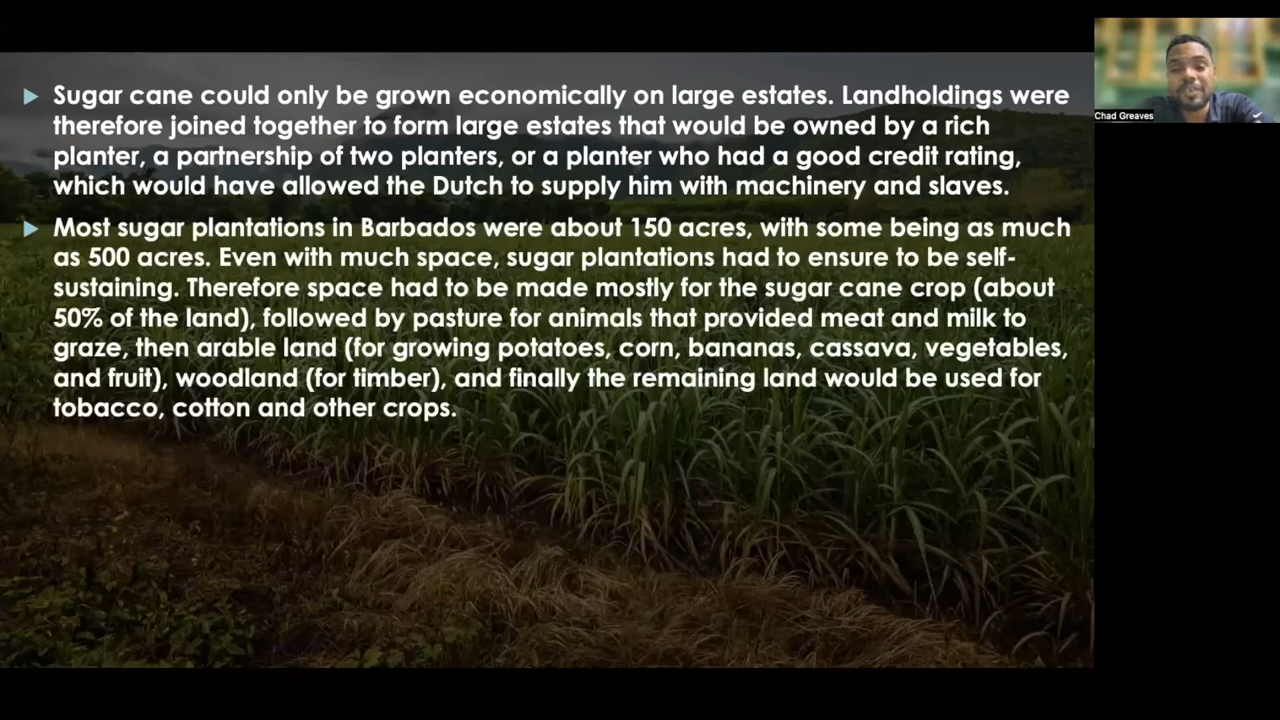 Sugar cane could only be grown economically on large estates. Landholdings were
therefore joined together to form large estates that would be owned by a rich
planter, a partnership of two planters, or a planter who had a good credit rating,
which would have allowed the Dutch to supply him with machinery and slaves.
Most sugar plantations in Barbados were about 150 acres, with some being as much
as 500 acres. Even with much space, sugar plantations had to ensure to be self-
sustaining. Therefore space had to be made mostly for the sugar cane crop (about
50% of the land), followed by pasture for animals that provided meat and milk to
graze, then arable land (for growing potatoes, corn, bananas, cassava, vegetables,
and fruit), woodland (for timber), and finally the remaining land would be used for
tobacco, cotton and other crops.
Chad Greaves